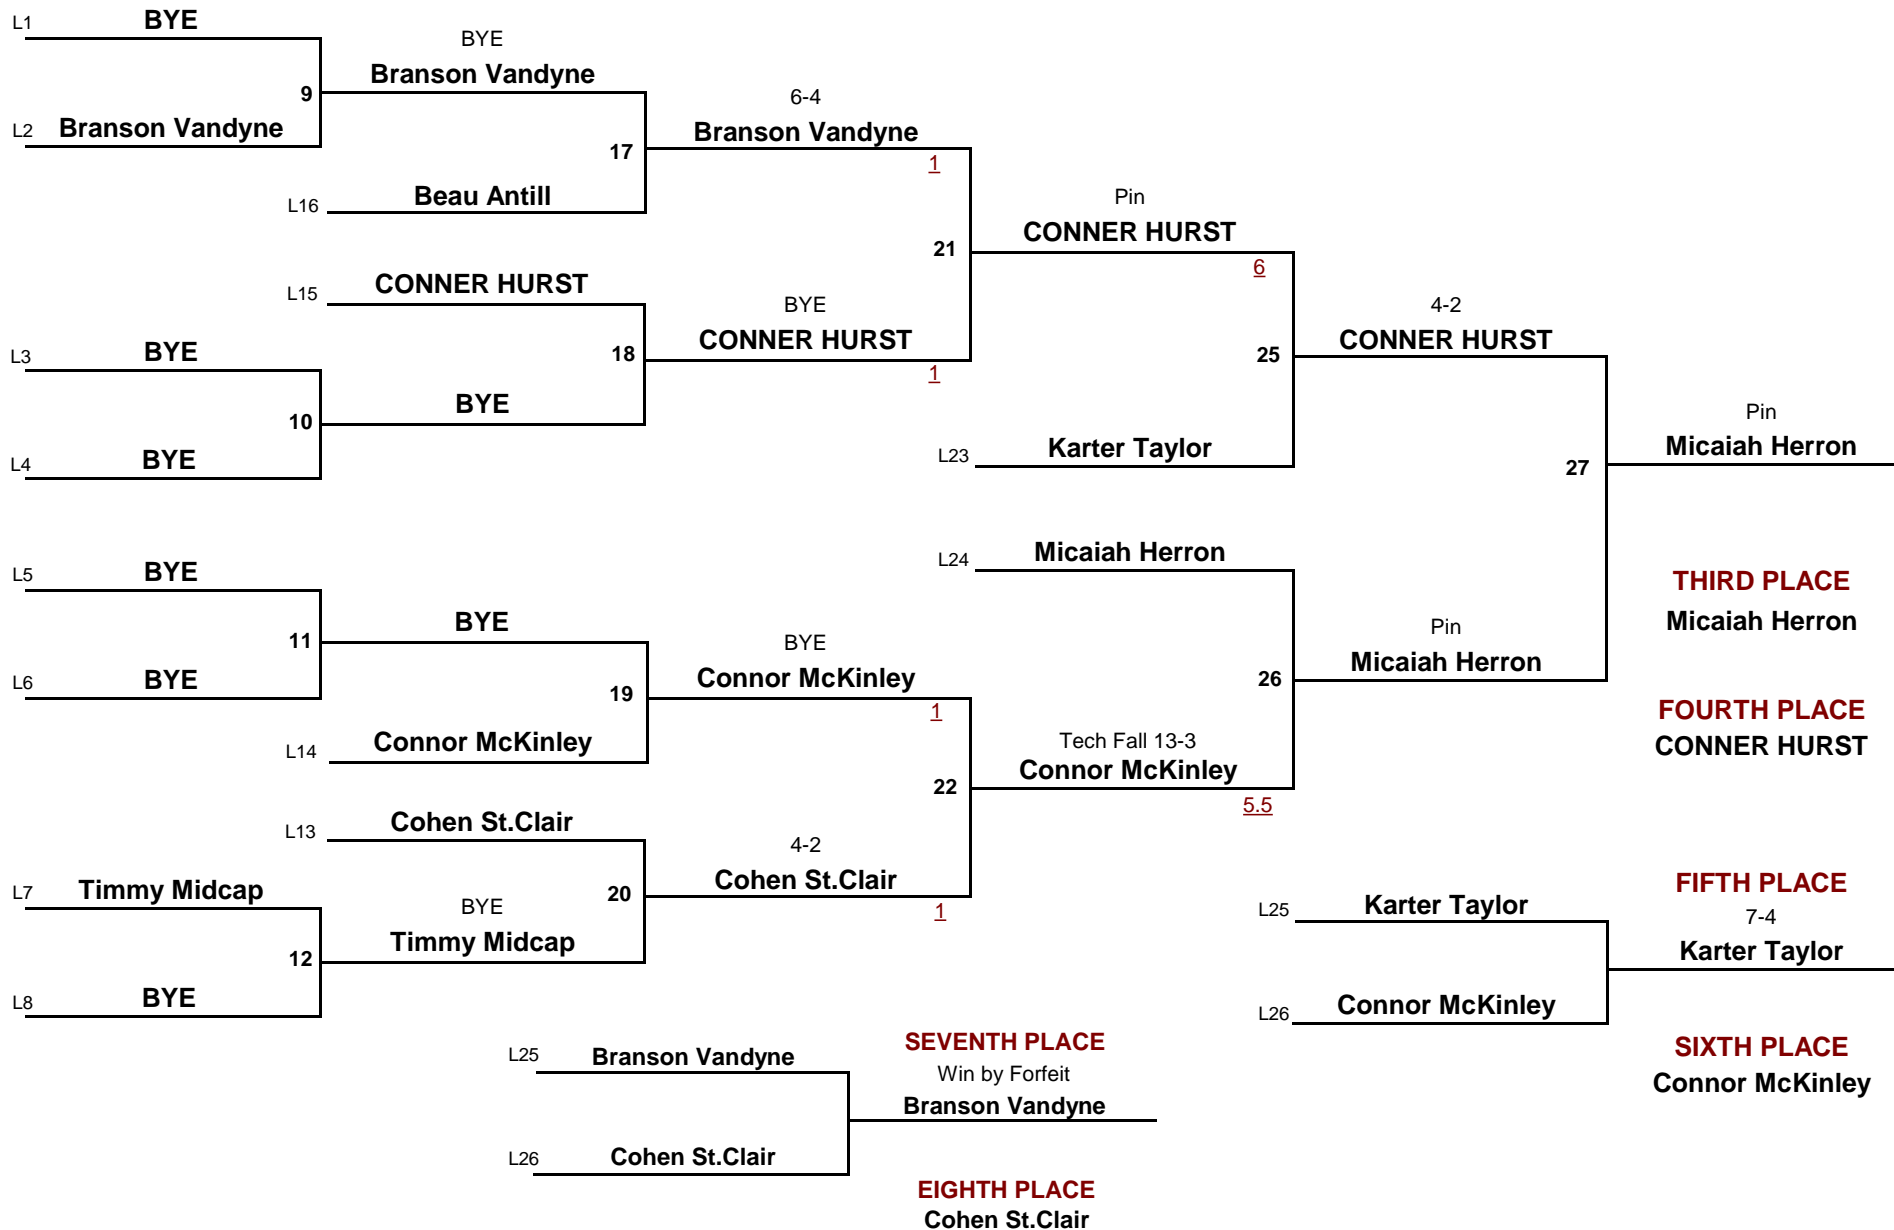 L1 BYE
BYE
Branson Vandyne
9
L2 Branson Vandyne
6-4
Branson Vandyne
1
17
L16 Beau Antill
Pin
CONNER HURST
6
21
L15 CONNER HURST
BYE
CONNER HURST
1
18
L3 BYE
10
BYE
L4 BYE
4-2
CONNER HURST
25
L23 Karter Taylor
Pin
Micaiah Herron
27
L24 Micaiah Herron
L5 BYE
11
BYE
L6 BYE
BYE
Connor McKinley
1
19
L14 Connor McKinley
Pin
Micaiah Herron
26
THIRD PLACE
Micaiah Herron
FOURTH PLACE
CONNER HURST
Tech Fall 13-3
Connor McKinley
5.5
22
L13 Cohen St.Clair
4-2
Cohen St.Clair
1
20
L7 Timmy Midcap
BYE
Timmy Midcap
12
L8 BYE
L25 Karter Taylor
FIFTH PLACE
7-4
Karter Taylor
L26 Connor McKinley
SIXTH PLACE
Connor McKinley
L25 Branson Vandyne
SEVENTH PLACE
Win by Forfeit
Branson Vandyne
L26 Cohen St.Clair
EIGHTH PLACE
Cohen St.Clair